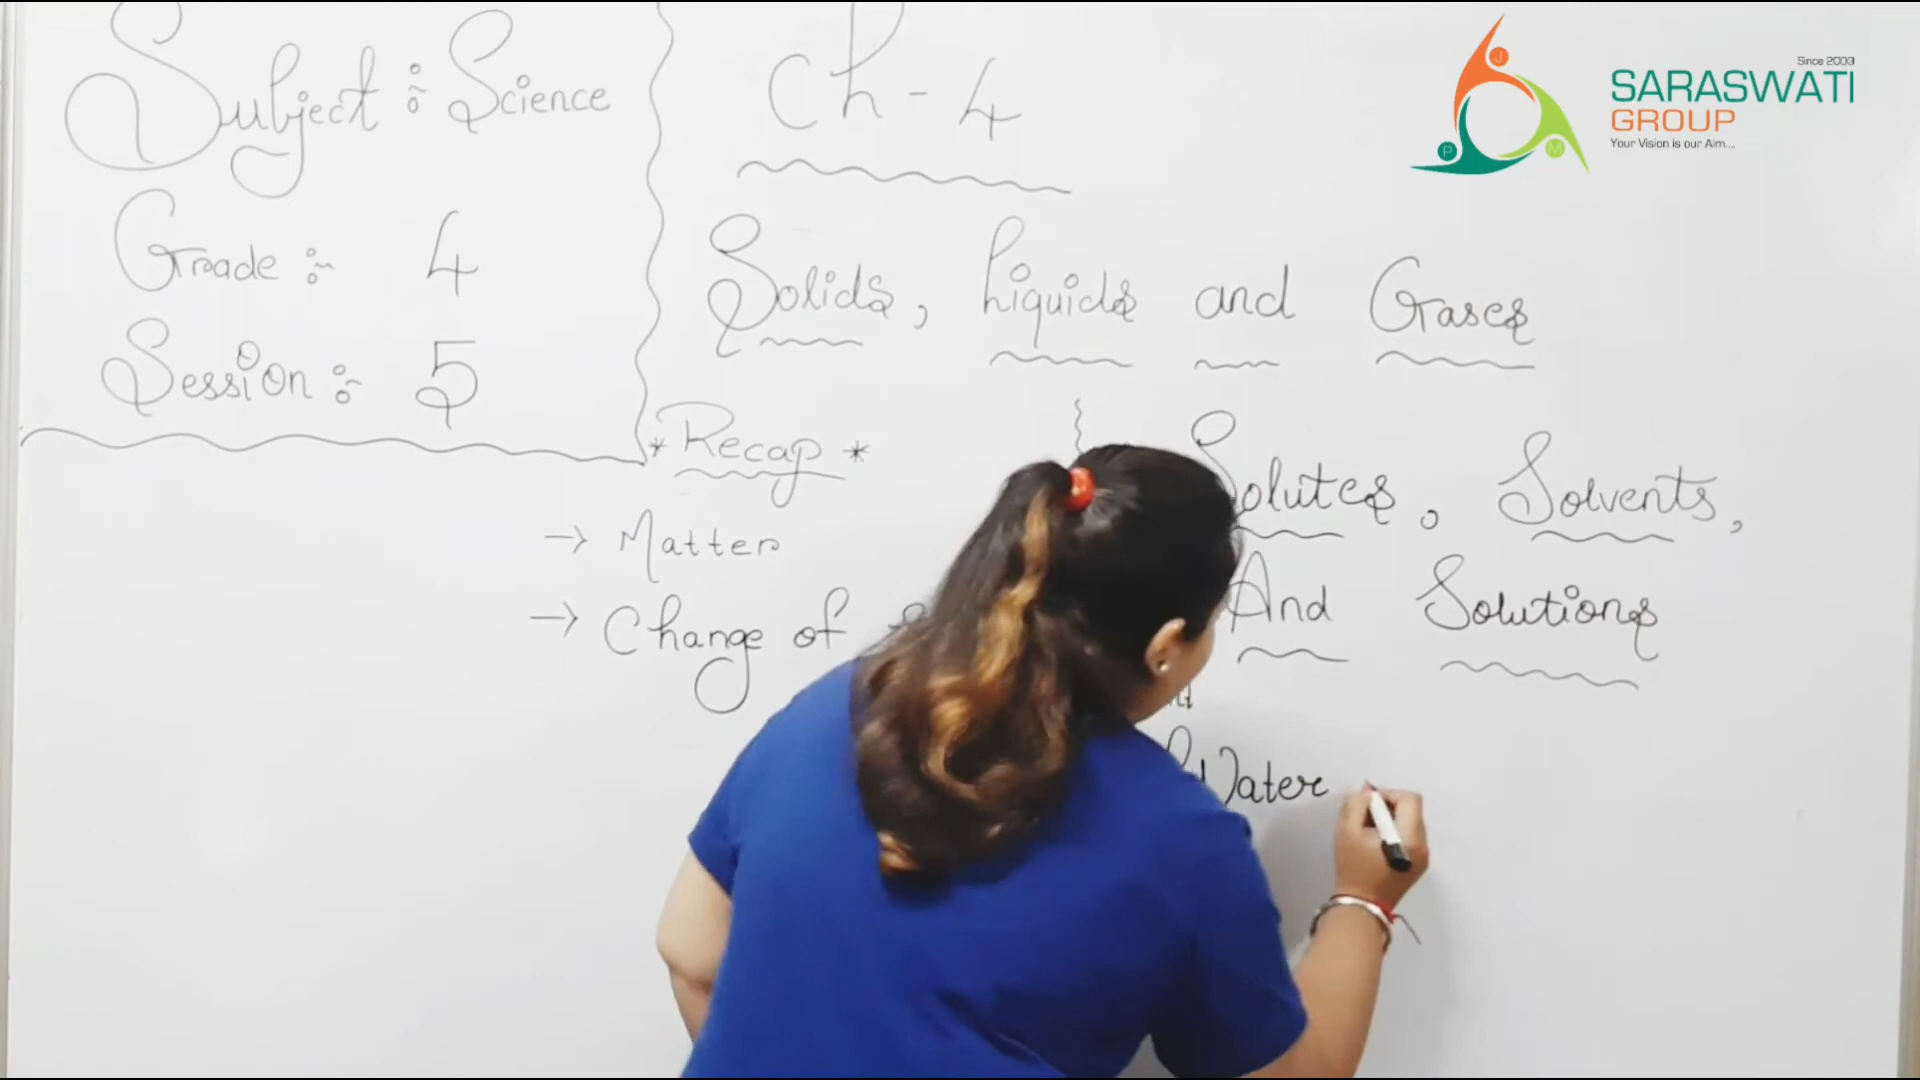 Subject : Science
Grade : 4
Session : 5
Ch - 4
Solids, Liquids and Gases
* Recap *
→ Matter
→ Change of
Solutes, Solvents,
And Solutions
Water
Since 2003
SARASWATI
GROUP
Your Vision is our Aim....
J
P
M